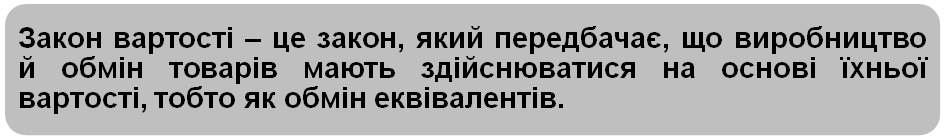 Закон вартості – це закон, який передбачає, що виробництво
й обмін товарів мають здійснюватися на основі їхньої
вартості, тобто як обмін еквівалентів.